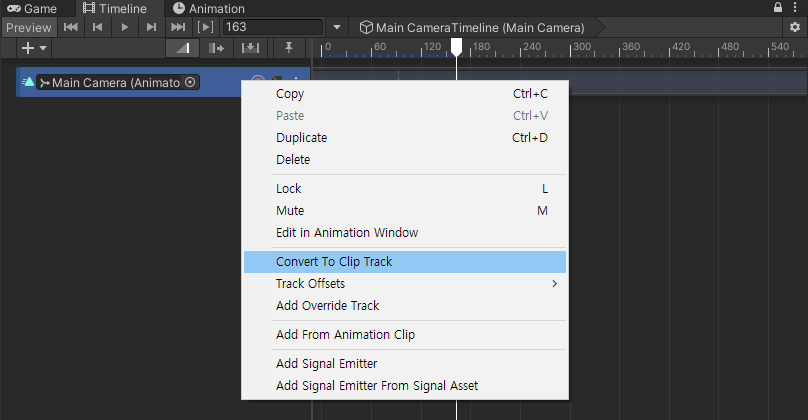 Game Timeline Animation
Preview 163 Main CameraTimeline (Main Camera)
0 60 120 180 240 300 360 420 480 540
Main Camera (Animato
Copy Ctrl+C
Paste Ctrl+V
Duplicate Ctrl+D
Delete
Lock L
Mute M
Edit in Animation Window
Convert To Clip Track
Track Offsets
Add Override Track
Add From Animation Clip
Add Signal Emitter
Add Signal Emitter From Signal Asset